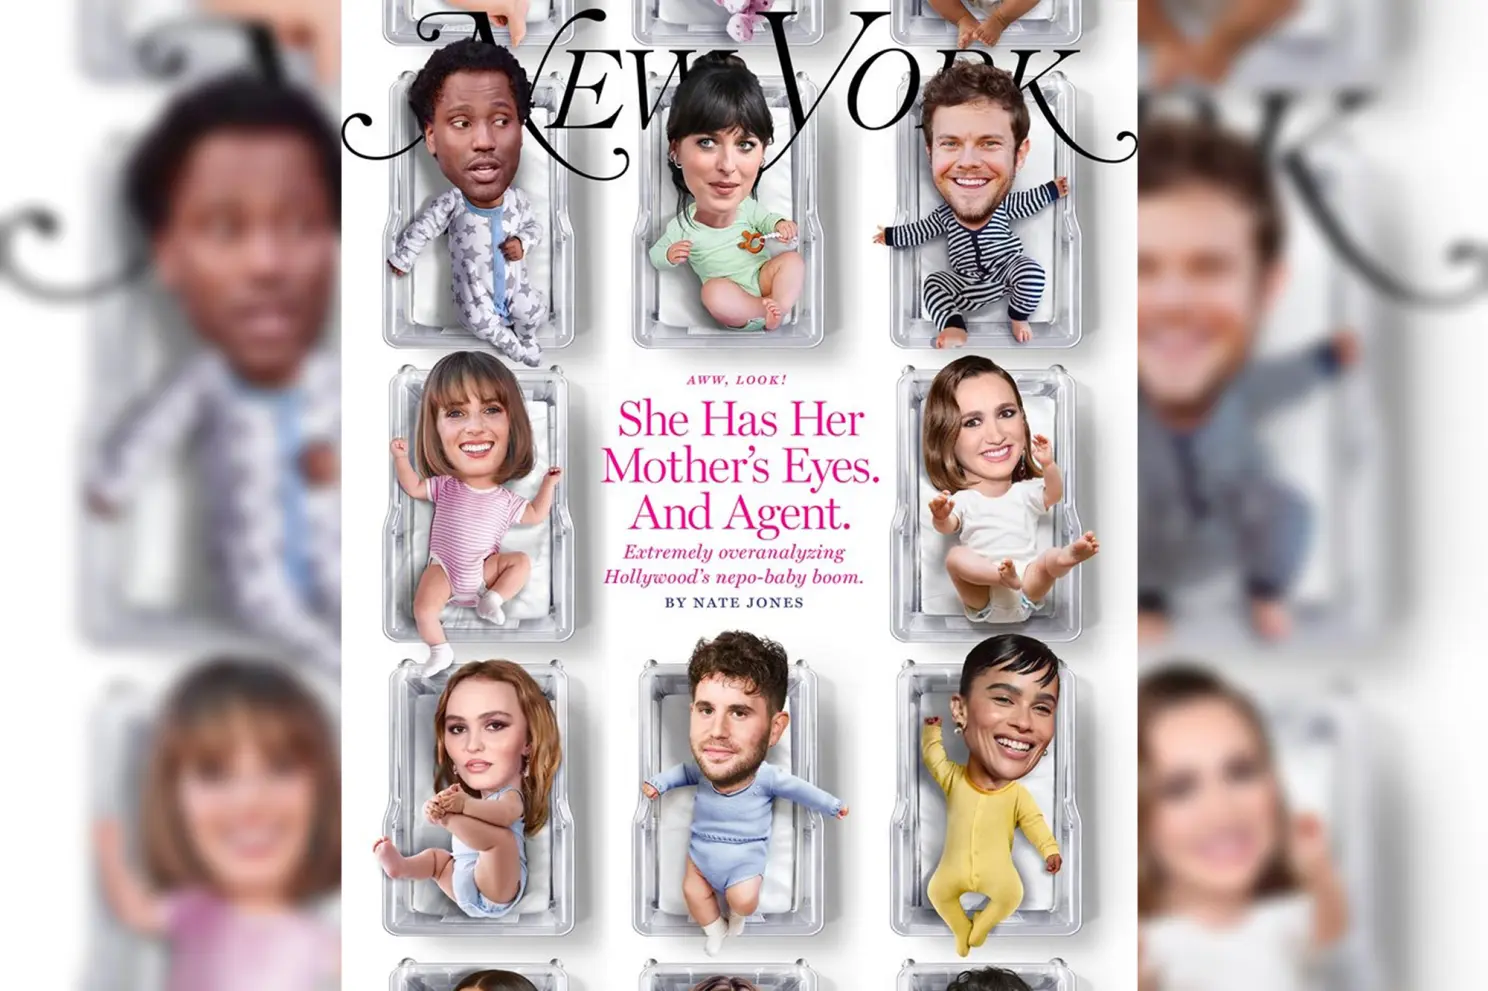 NEW YORK
AWW, LOOK!
She Has Her
Mother's Eyes.
And Agent.
Extremely overanalyzing
Hollywood's nepo-baby boom.
BY NATE JONES